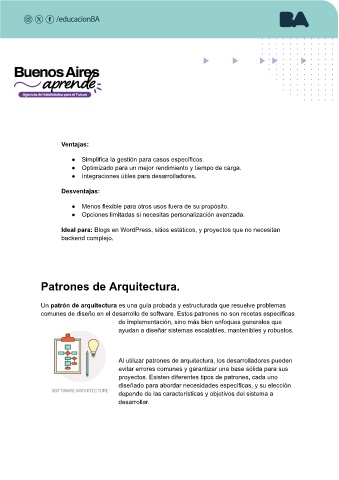 /educacionBA
BA
Buenos Aires
aprende
Agencia de Habilidades para el Futuro
Ventajas:
● Simplifica la gestión para casos específicos.
● Optimizado para un mejor rendimiento y tiempo de carga.
● Integraciones útiles para desarrolladores.
Desventajas:
● Menos flexible para otros usos fuera de su propósito.
● Opciones limitadas si necesitas personalización avanzada.
Ideal para: Blogs en WordPress, sitios estáticos, y proyectos que no necesitan
backend complejo.
Patrones de Arquitectura.
Un patrón de arquitectura es una guía probada y estructurada que resuelve problemas
comunes de diseño en el desarrollo de software. Estos patrones no son recetas específicas
de implementación, sino más bien enfoques generales que
ayudan a diseñar sistemas escalables, mantenibles y robustos.
Al utilizar patrones de arquitectura, los desarrolladores pueden
evitar errores comunes y garantizar una base sólida para sus
proyectos. Existen diferentes tipos de patrones, cada uno
diseñado para abordar necesidades específicas, y su elección
depende de las características y objetivos del sistema a
desarrollar.
SOFTWARE ARCHITECTURE